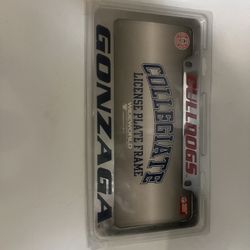 GONZAGA
COLLEGIATE
LICENSE PLATE FRAME
BULLDOGS